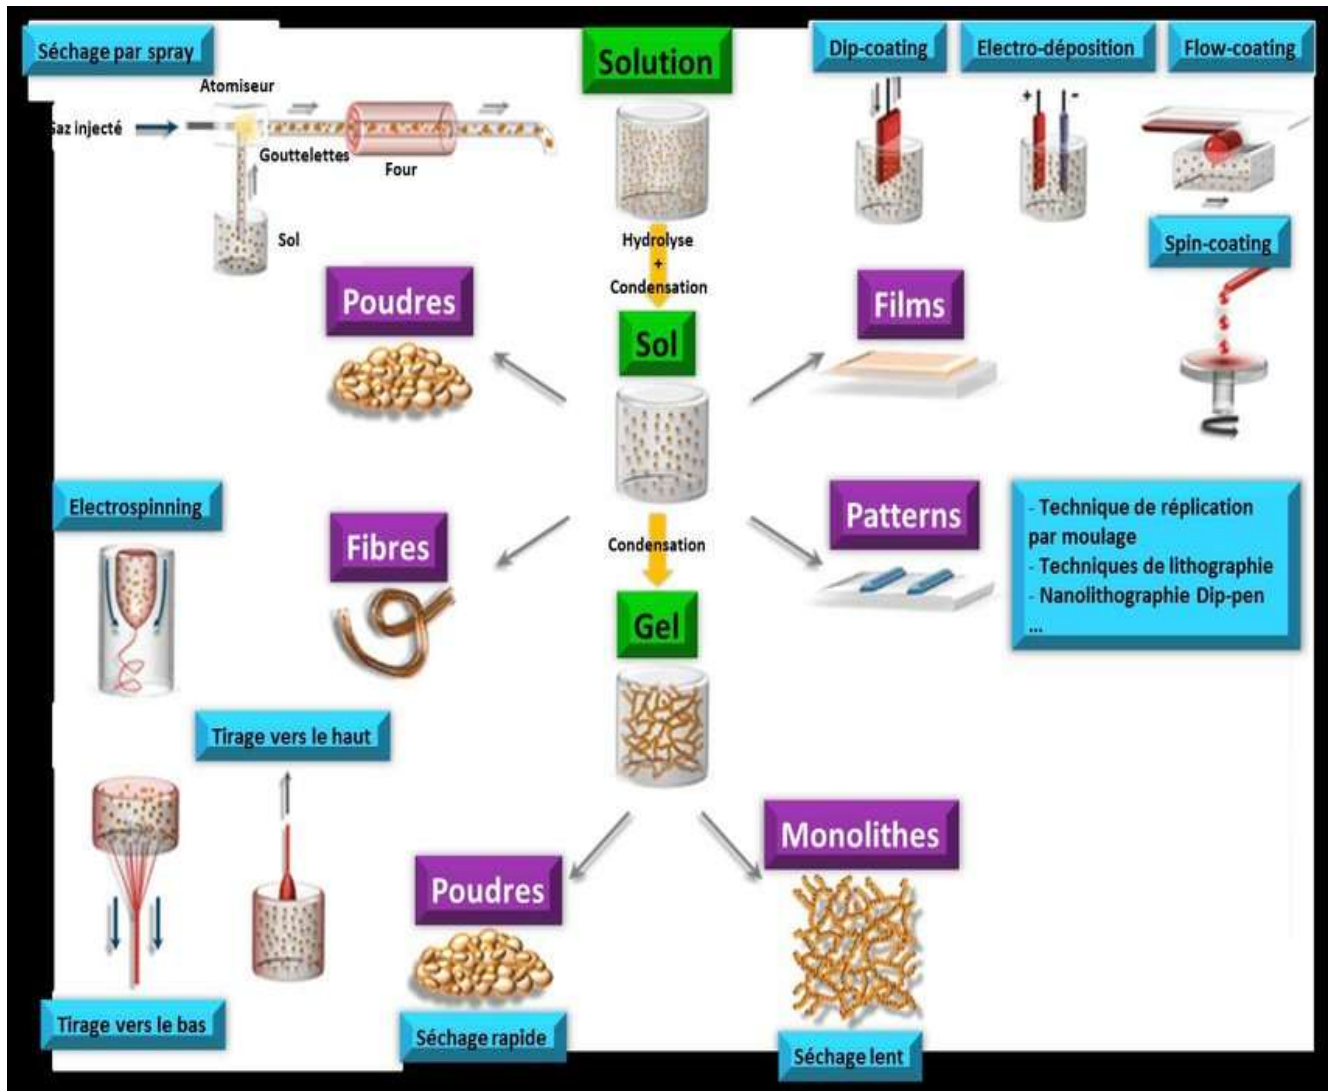 Séchage par spray
Solution
Dip-coating
Electro-déposition
Flow-coating
Atomiseur
Gaz injecté
Gouttelettes
Four
Sol
Hydrolyse
+
Condensation
+
-
Spin-coating
Poudres
Films
Sol
Electrospinning
Fibres
Condensation
Patterns
- Technique de réplication
par moulage
- Techniques de lithographie
- Nanolithographie Dip-pen
...
Gel
Tirage vers le haut
Monolithes
Poudres
Tirage vers le bas
Séchage rapide
Séchage lent